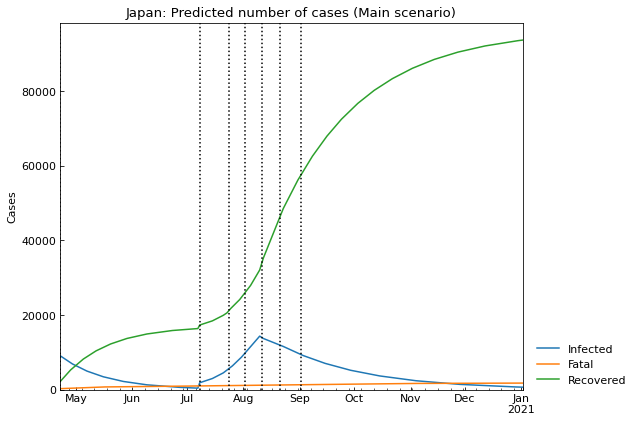 Japan: Predicted number of cases (Main scenario)
Cases
80000
60000
40000
20000
0
May Jun Jul Aug Sep Oct Nov Dec Jan
2021
Infected
Fatal
Recovered